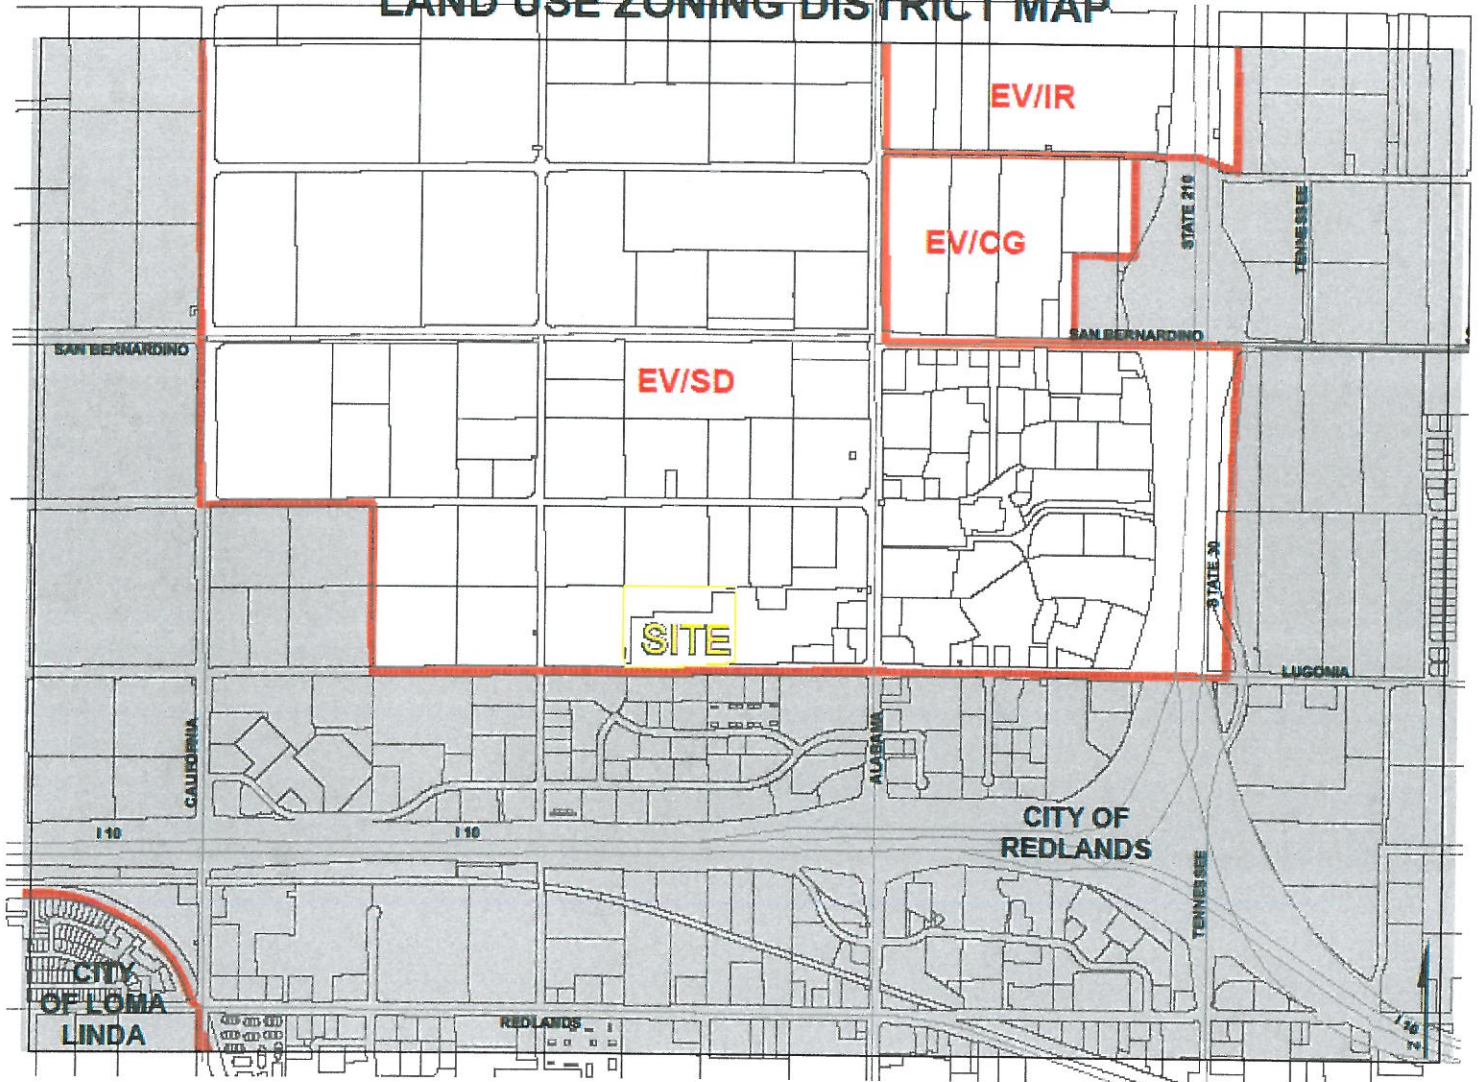 LAND USE ZONING DISTRICT MAP
EV/IR
STATE 210
TENNESSEE
EV/CG
SAN BERNARDINO
SAN BERNARDINO
EV/SD
STATE 30
SITE
LUGONIA
CALIFORNIA
ALABAMA
I 10
I 10
CITY OF
REDLANDS
TENNESSEE
CITY
OF LOMA
LINDA
REDLANDS
I 10